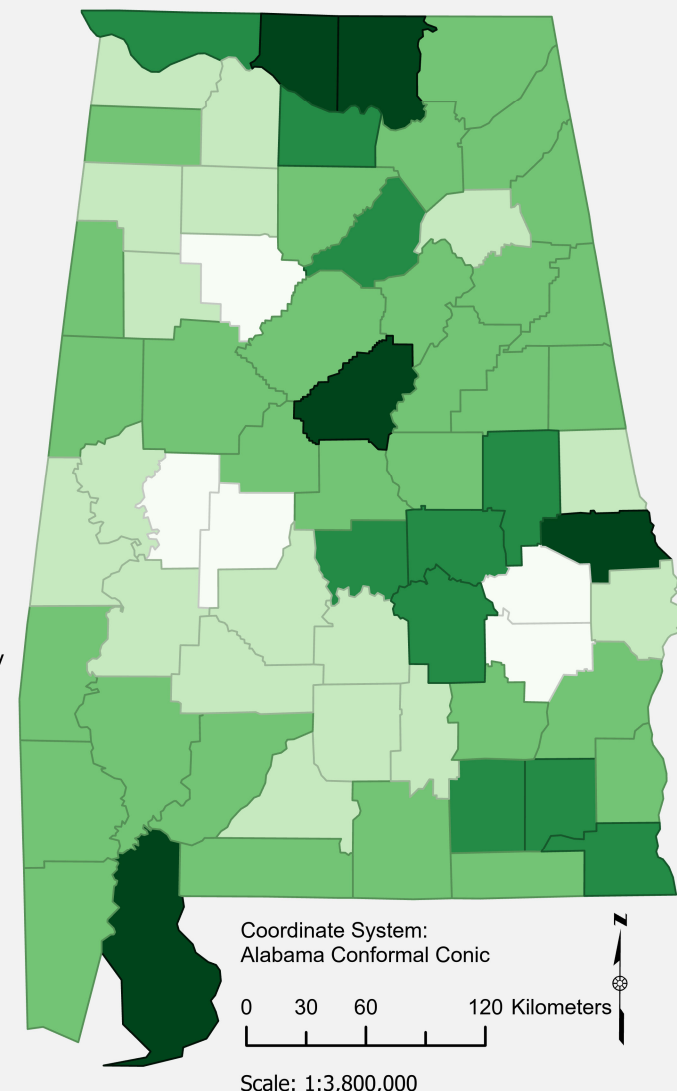 y
Coordinate System:
Alabama Conformal Conic
N
0 30 60 120 Kilometers
Scale: 1:3,800,000